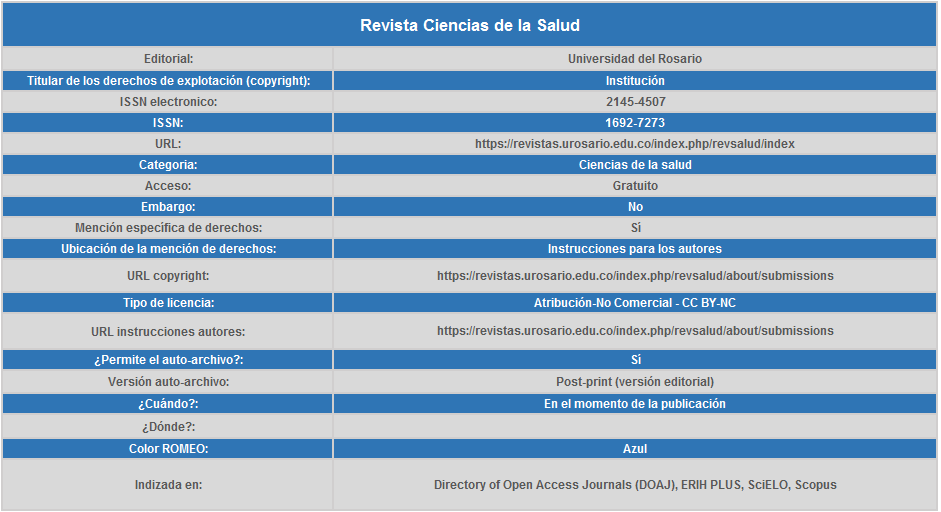 Revista Ciencias de la Salud
Editorial: Universidad del Rosario
Titular de los derechos de explotación (copyright): Institución
ISSN electronico: 2145-4507
ISSN: 1692-7273
URL: https://revistas.urosario.edu.co/index.php/revsalud/index
Categoria: Ciencias de la salud
Acceso: Gratuito
Embargo: No
Mención especifica de derechos: Sí
Ubicación de la mención de derechos: Instrucciones para los autores
URL copyright: https://revistas.urosario.edu.co/index.php/revsalud/about/submissions
Tipo de licencia: Atribución-No Comercial - CC BY-NC
URL instrucciones autores: https://revistas.urosario.edu.co/index.php/revsalud/about/submissions
¿Permite el auto-archivo?: Sí
Versión auto-archivo: Post-print (versión editorial)
¿Cuándo?: En el momento de la publicación
¿Dónde?:
Color ROMEO: Azul
Indizada en: Directory of Open Access Journals (DOAJ), ERIH PLUS, SciELO, Scopus